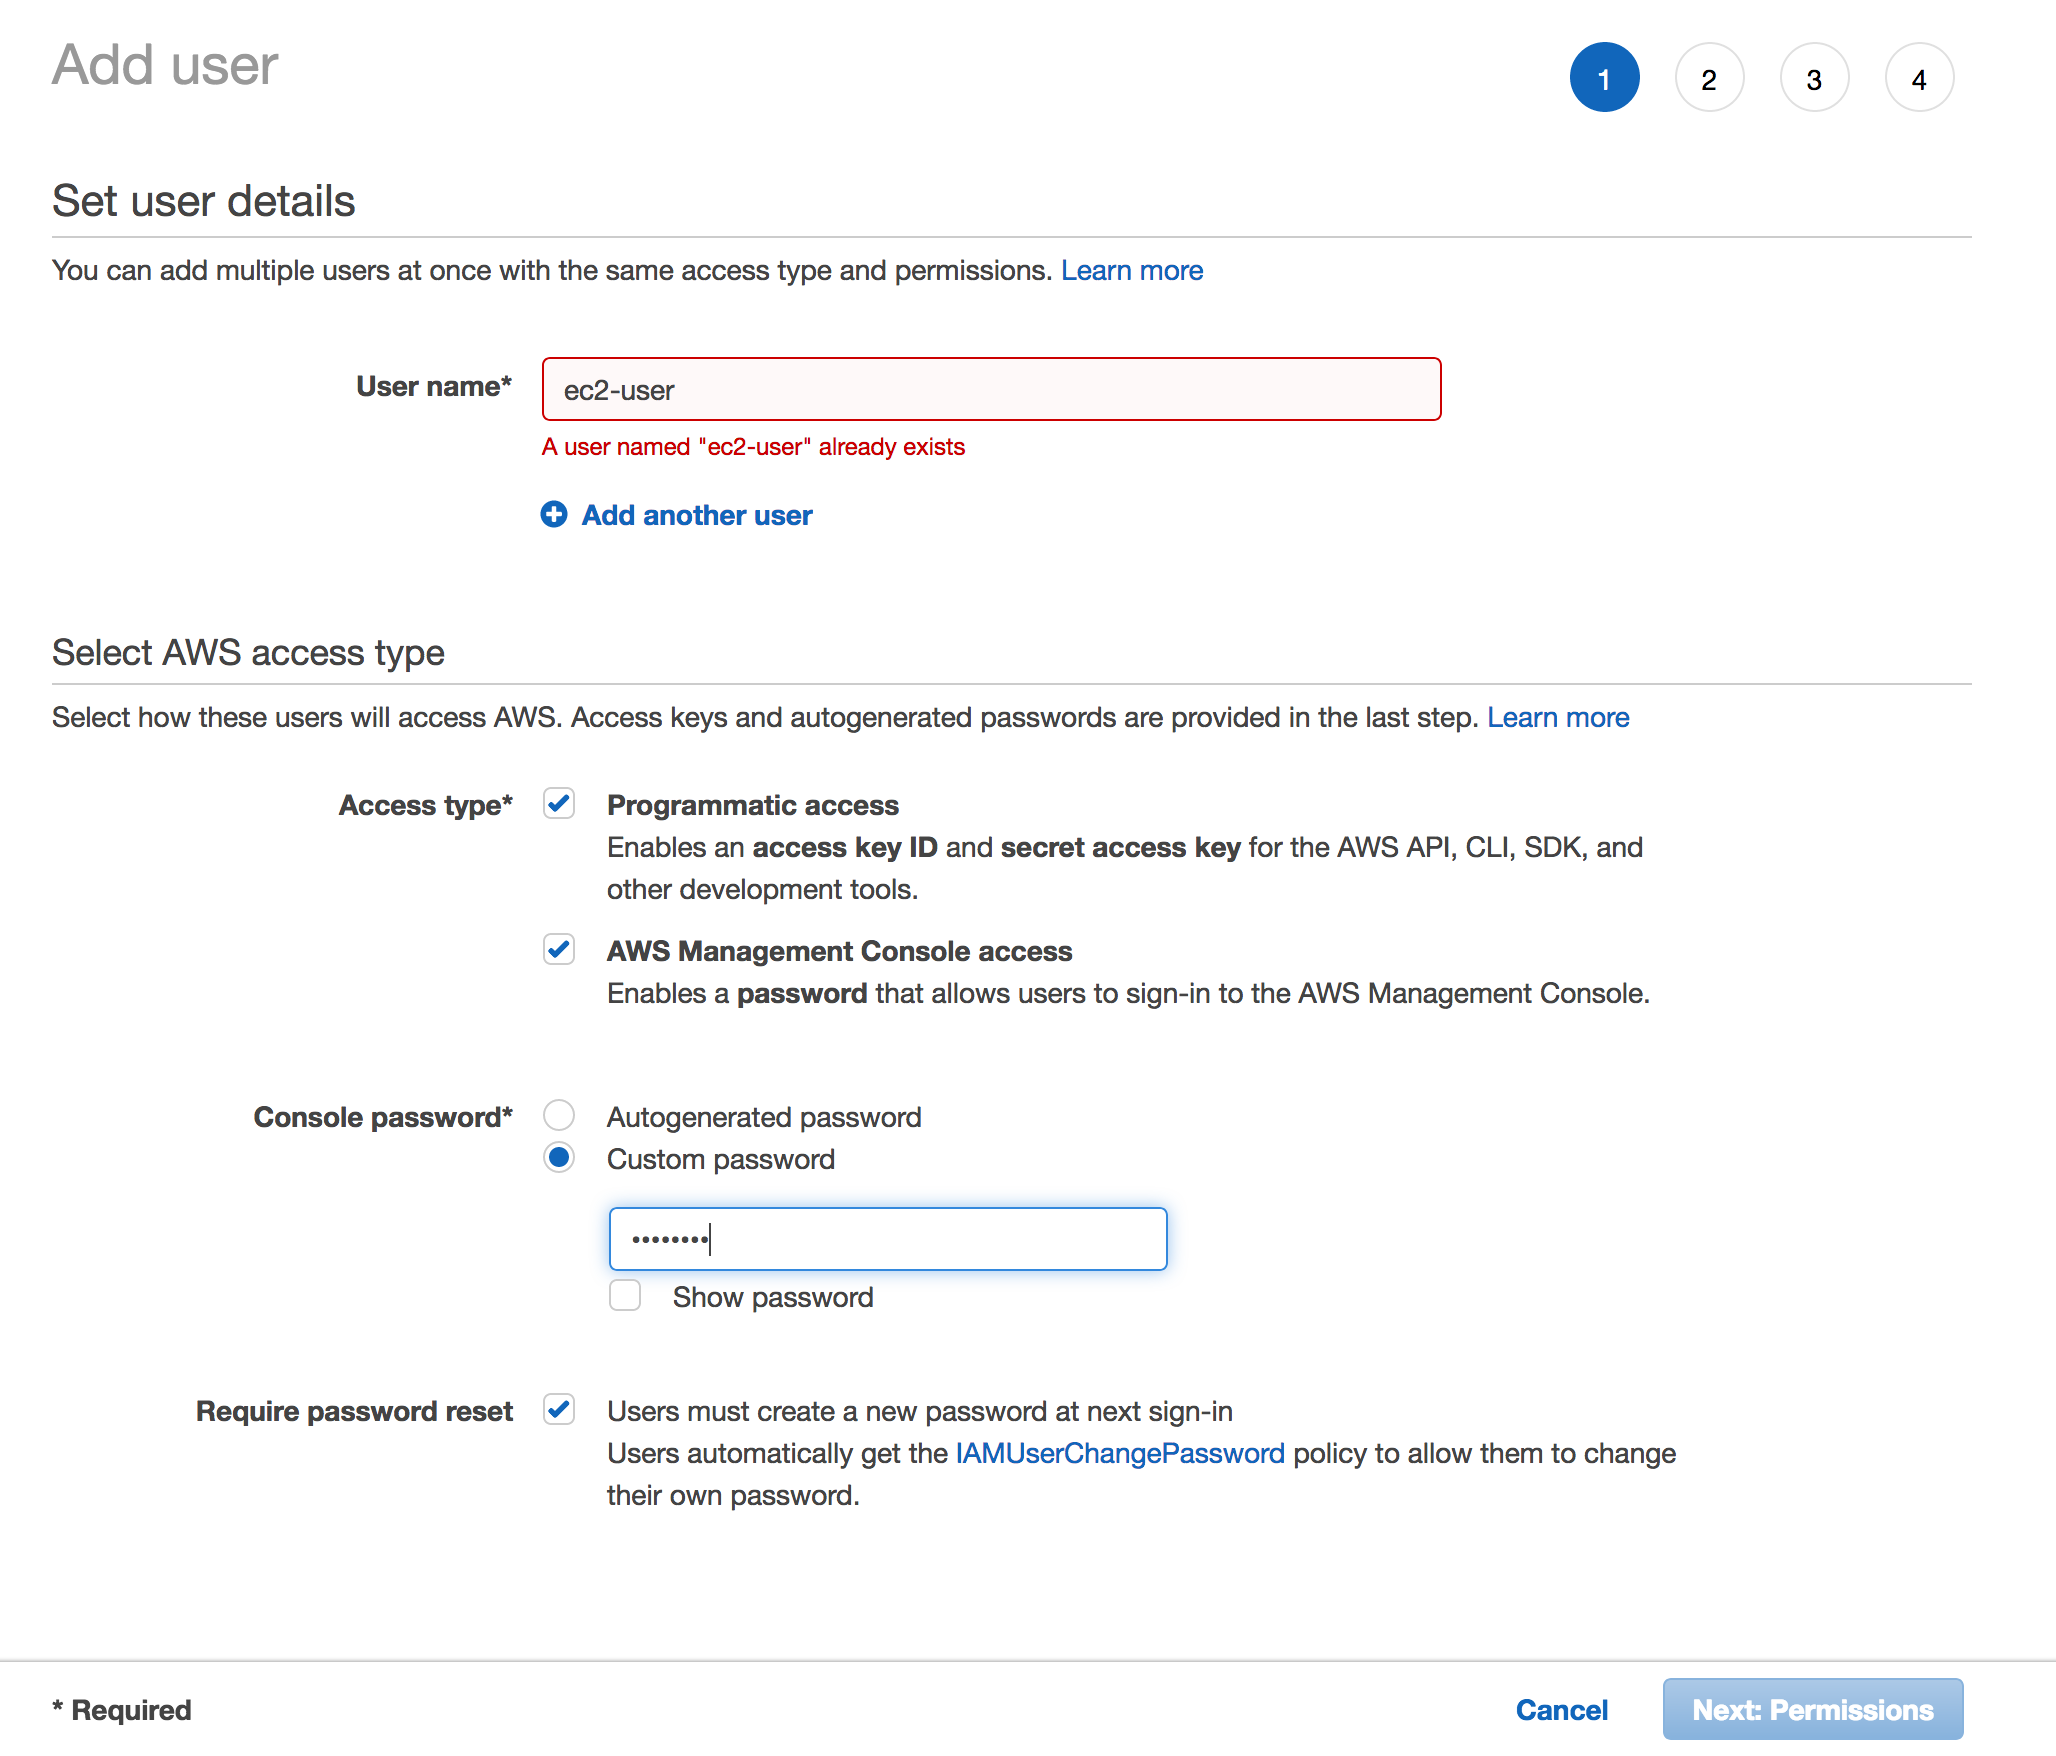 Add user
1 2 3 4
Set user details
You can add multiple users at once with the same access type and permissions. Learn more
User name* ec2-user
A user named "ec2-user" already exists
Add another user
Select AWS access type
Select how these users will access AWS. Access keys and autogenerated passwords are provided in the last step. Learn more
Access type* Programmatic access
Enables an access key ID and secret access key for the AWS API, CLI, SDK, and
other development tools.
AWS Management Console access
Enables a password that allows users to sign-in to the AWS Management Console.
Console password* Autogenerated password
Custom password
••••••••
Show password
Require password reset Users must create a new password at next sign-in
Users automatically get the IAMUserChangePassword policy to allow them to change
their own password.
* Required Cancel Next: Permissions